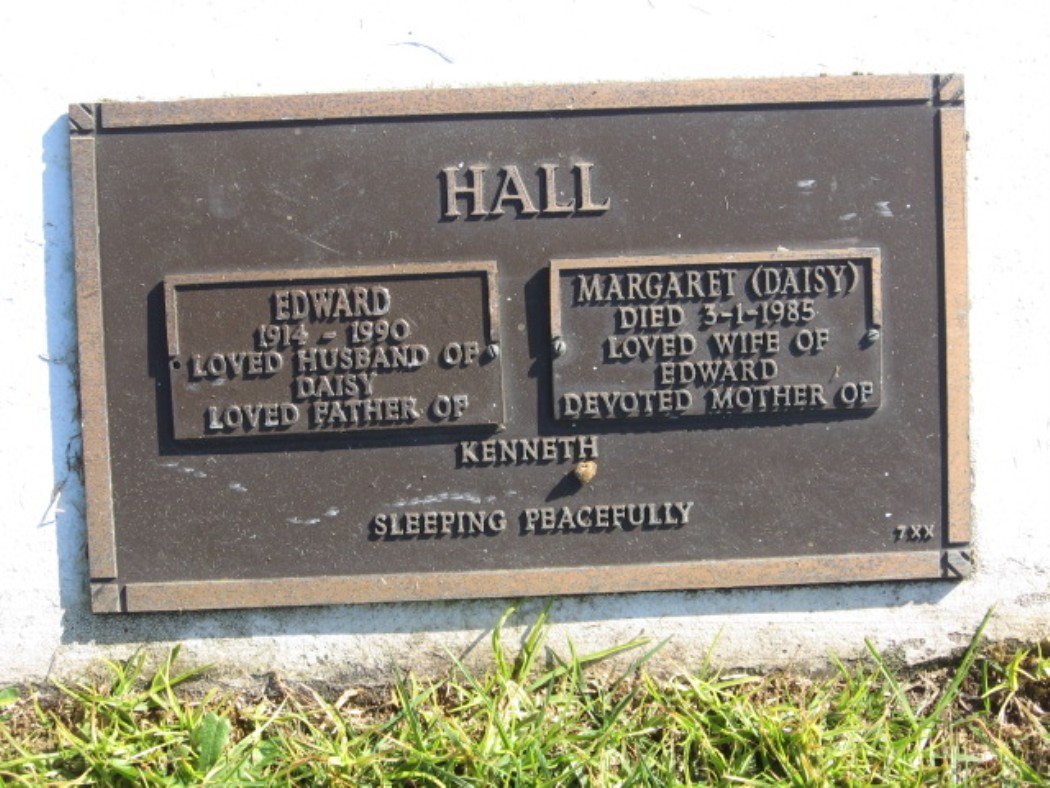 HALL
EDWARD
1914 - 1990
LOVED HUSBAND OF
DAISY
LOVED FATHER OF
MARGARET (DAISY)
DIED 3-1-1985
LOVED WIFE OF
EDWARD
DEVOTED MOTHER OF
KENNETH
SLEEPING PEACEFULLY
7XX